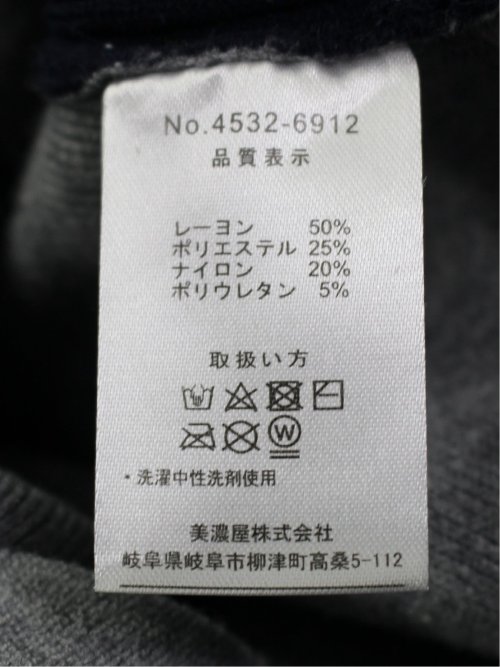 No.4532-6912
品質表示
レーヨン 50%
ポリエステル 25%
ナイロン 20%
ポリウレタン 5%
取扱い方
W
・洗濯中性洗剤使用
美濃屋株式会社
岐阜県岐阜市柳津町高桑5-112